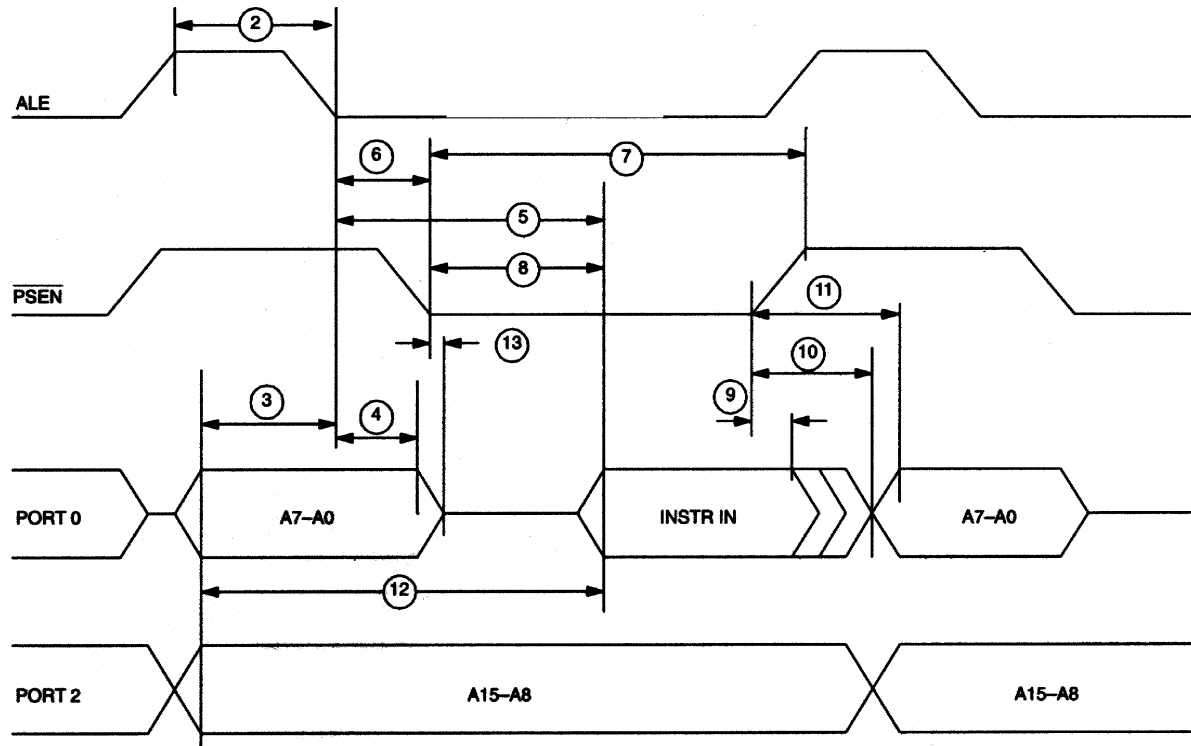 2
ALE
6
7
5
PSEN
8
11
13
10
9
3
4
PORT 0
A7–A0
INSTR IN
A7–A0
12
PORT 2
A15–A8
A15–A8